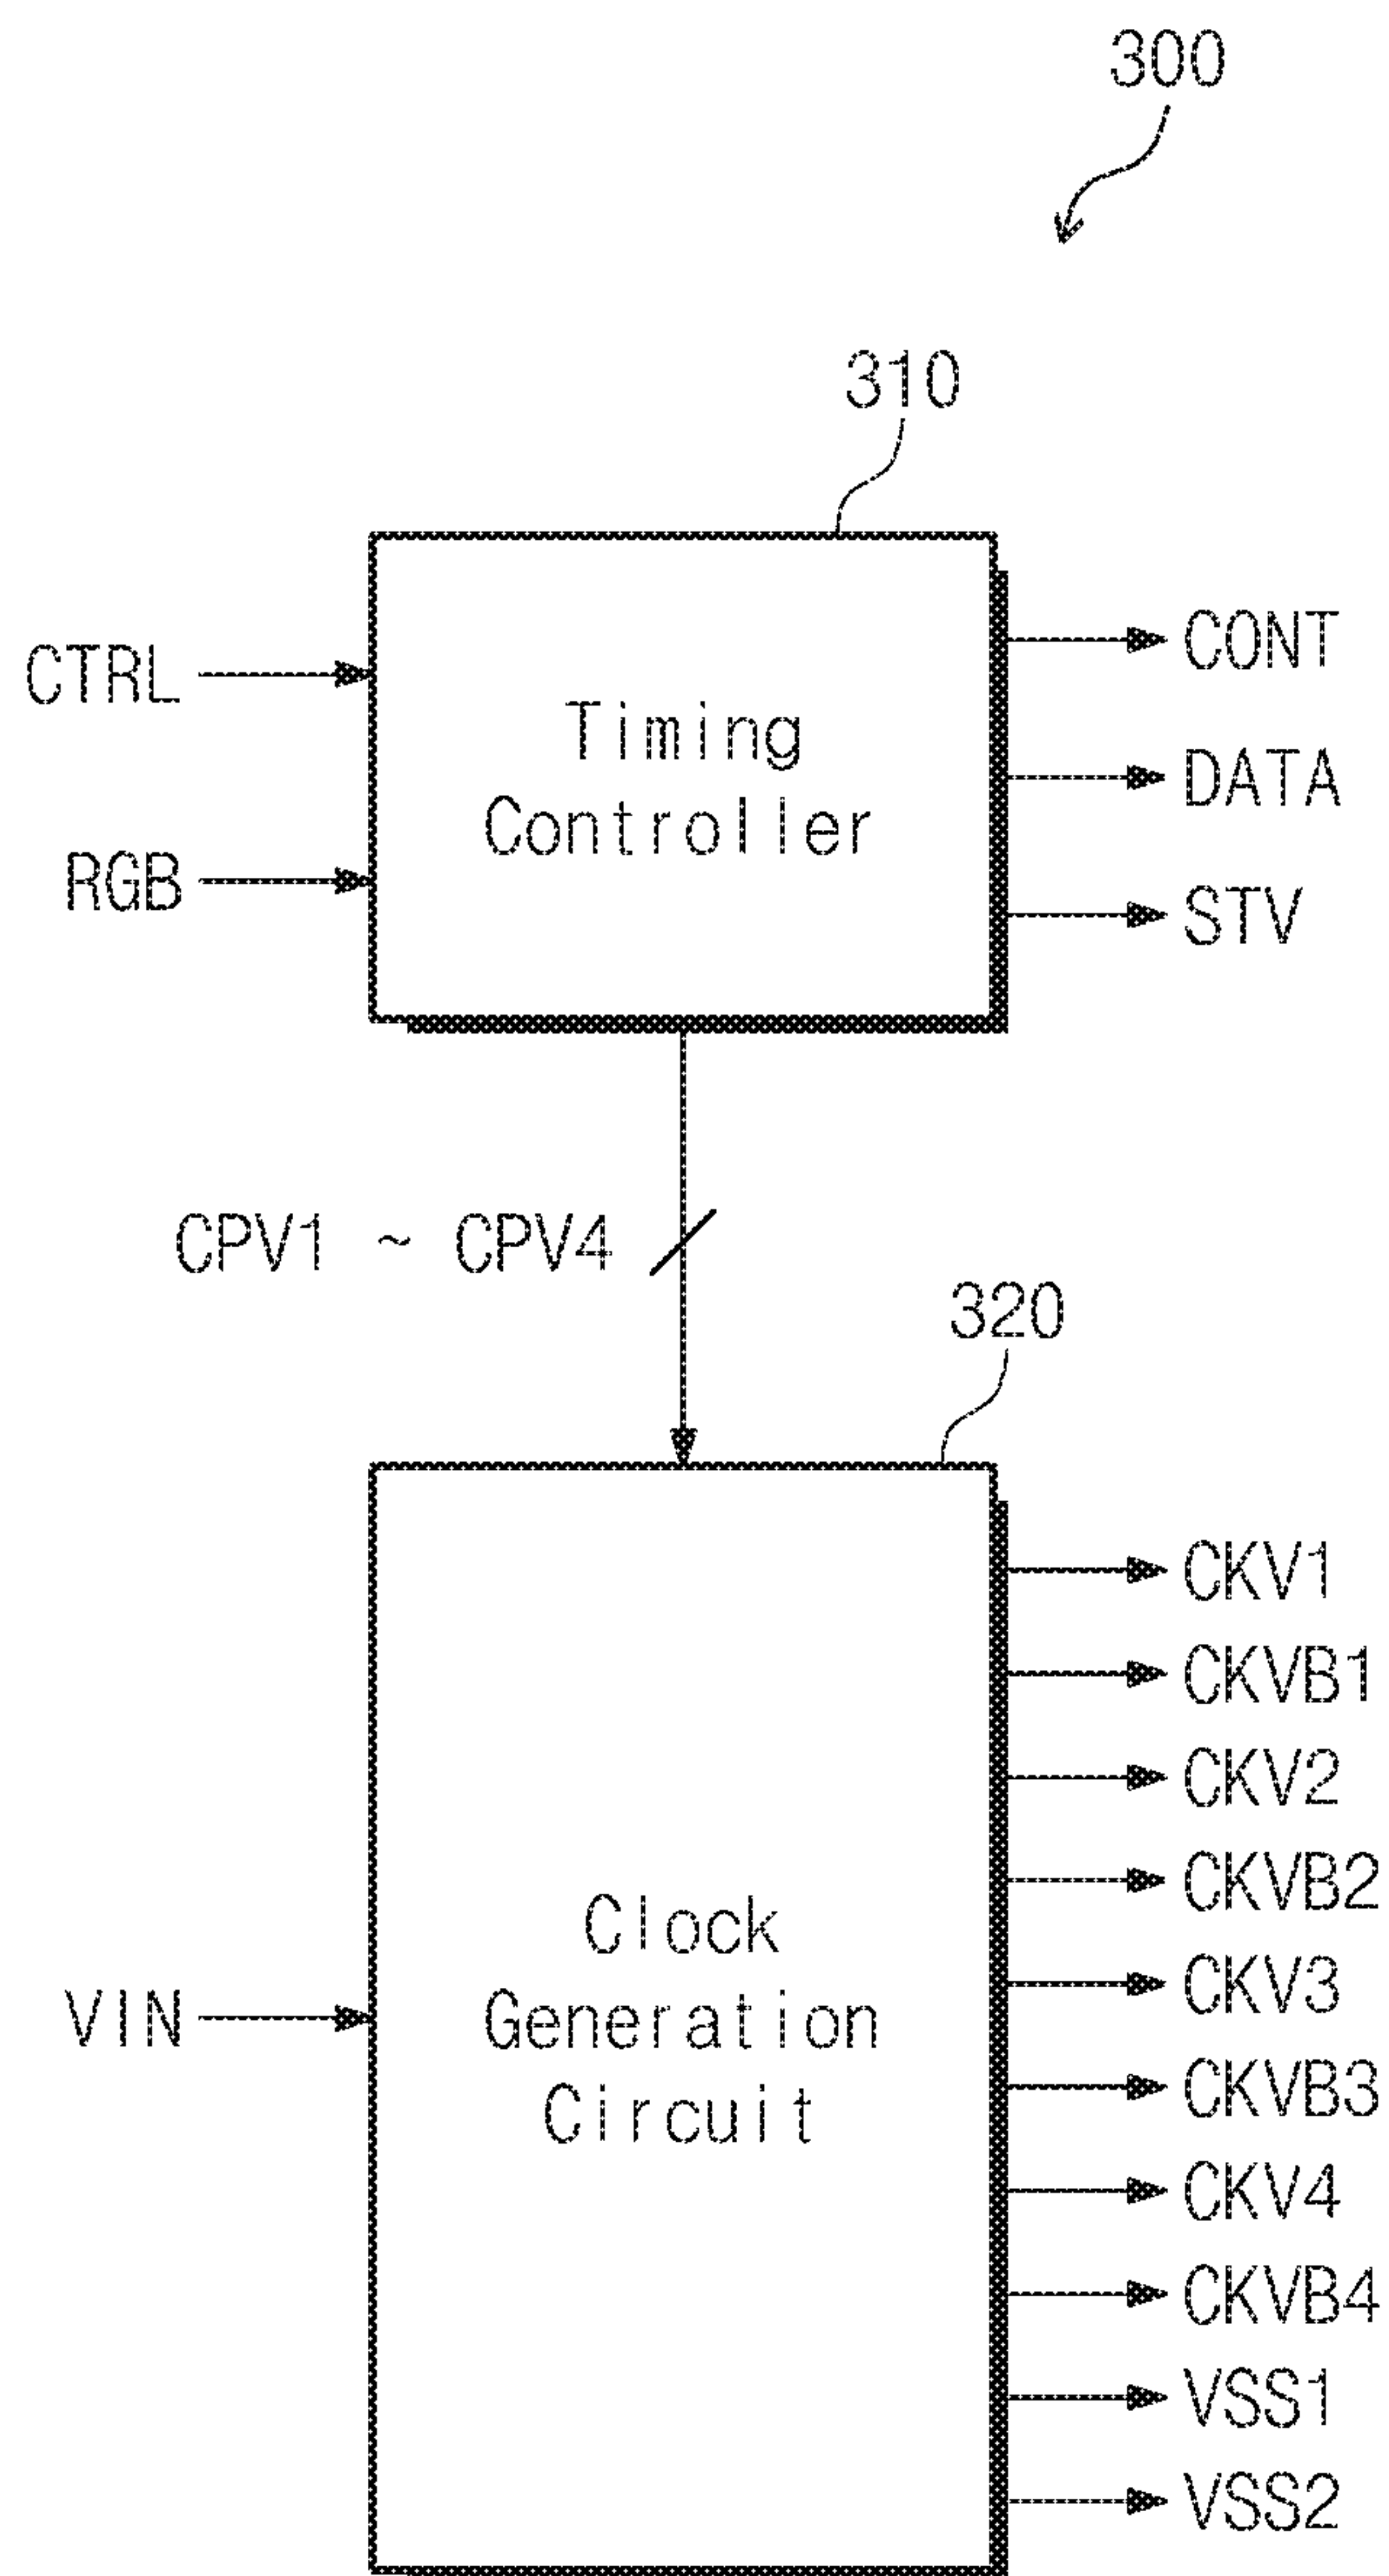 300
310
CTRL
RGB
Timing
Controller
CONT
DATA
STV
CPV1 ~ CPV4
320
VIN
Clock
Generation
Circuit
CKV1
CKVB1
CKV2
CKVB2
CKV3
CKVB3
CKV4
CKVB4
VSS1
VSS2